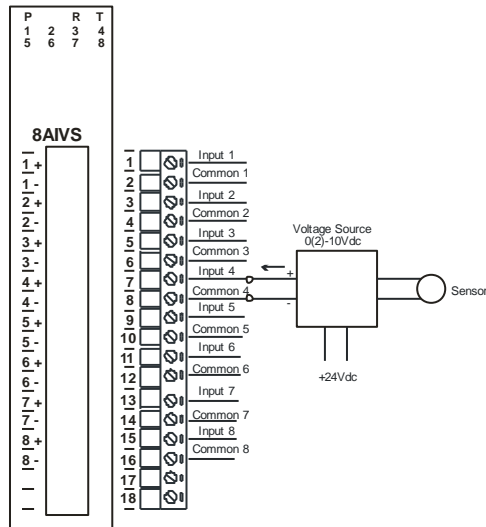 P R T
1 2 3 4
5 6 7 8
8AIVS
1 +
1 -
2 +
2 -
3 +
3 -
4 +
4 -
5 +
5 -
6 +
6 -
7 +
7 -
8 +
8 -
1 Input 1
2 Common 1
3 Input 2
4 Common 2
5 Input 3
6 Common 3
7 Input 4
8 Common 4
9 Input 5
10 Common 5
11 Input 6
12 Common 6
13 Input 7
14 Common 7
15 Input 8
16 Common 8
17
18
Voltage Source
0(2)-10Vdc
+
-
Sensor
+24Vdc